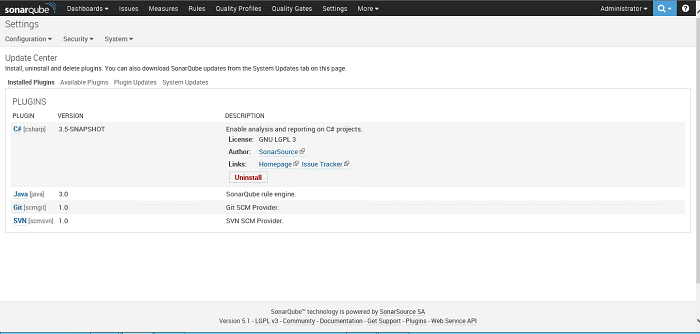 sonarqube Dashboards Issues Measures Rules Quality Profiles Quality Gates Settings More Administrator ?
Settings
Configuration Security System
Update Center
Install, uninstall and delete plugins. You can also download SonarQube updates from the System Updates tab on this page.
Installed Plugins Available Plugins Plugin Updates System Updates
PLUGINS
PLUGIN VERSION DESCRIPTION
C# [csharp] 3.5-SNAPSHOT Enable analysis and reporting on C# projects.
License: GNU LGPL 3
Author: SonarSource
Links: Homepage Issue Tracker
Uninstall
Java [java] 3.0 SonarQube rule engine.
Git [scmgit] 1.0 Git SCM Provider.
SVN [scmsvn] 1.0 SVN SCM Provider.
SonarQube™ technology is powered by SonarSource SA
Version 5.1 - LGPL v3 - Community - Documentation - Get Support - Plugins - Web Service API